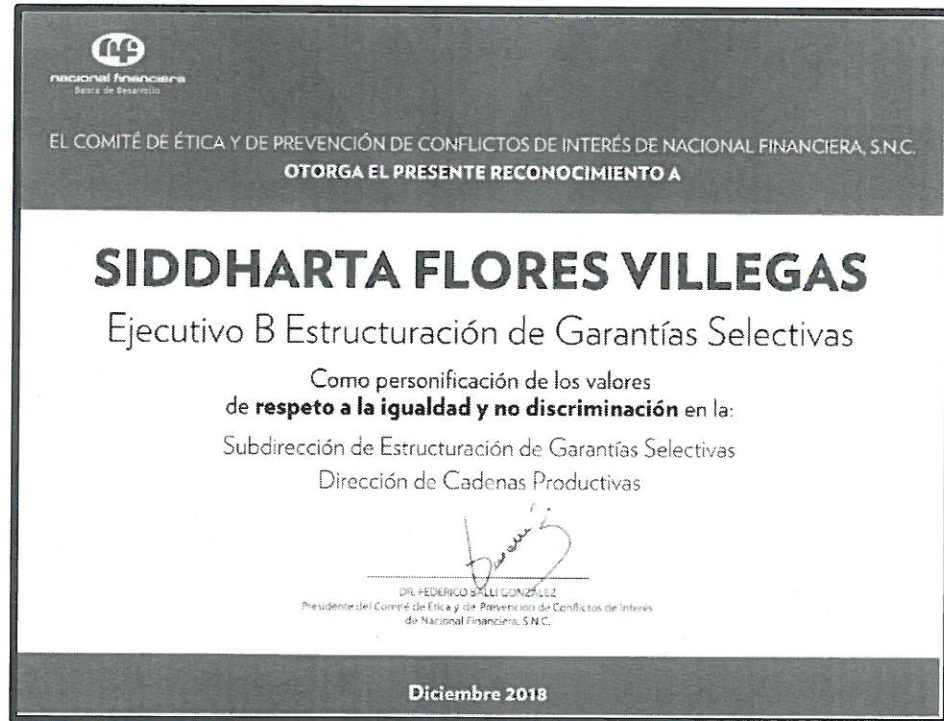 nf
nacional financiera
Banca de Desarrollo
EL COMITÉ DE ÉTICA Y DE PREVENCIÓN DE CONFLICTOS DE INTERÉS DE NACIONAL FINANCIERA, S.N.C.
OTORGA EL PRESENTE RECONOCIMIENTO A
SIDDHARTA FLORES VILLEGAS
Ejecutivo B Estructuración de Garantías Selectivas
Como personificación de los valores
de respeto a la igualdad y no discriminación en la:
Subdirección de Estructuración de Garantías Selectivas
Dirección de Cadenas Productivas
DR. FEDERICO BALLI GONZÁLEZ
Presidente del Comité de Ética y de Prevención de Conflictos de Interés
de Nacional Financiera, S.N.C.
Diciembre 2018